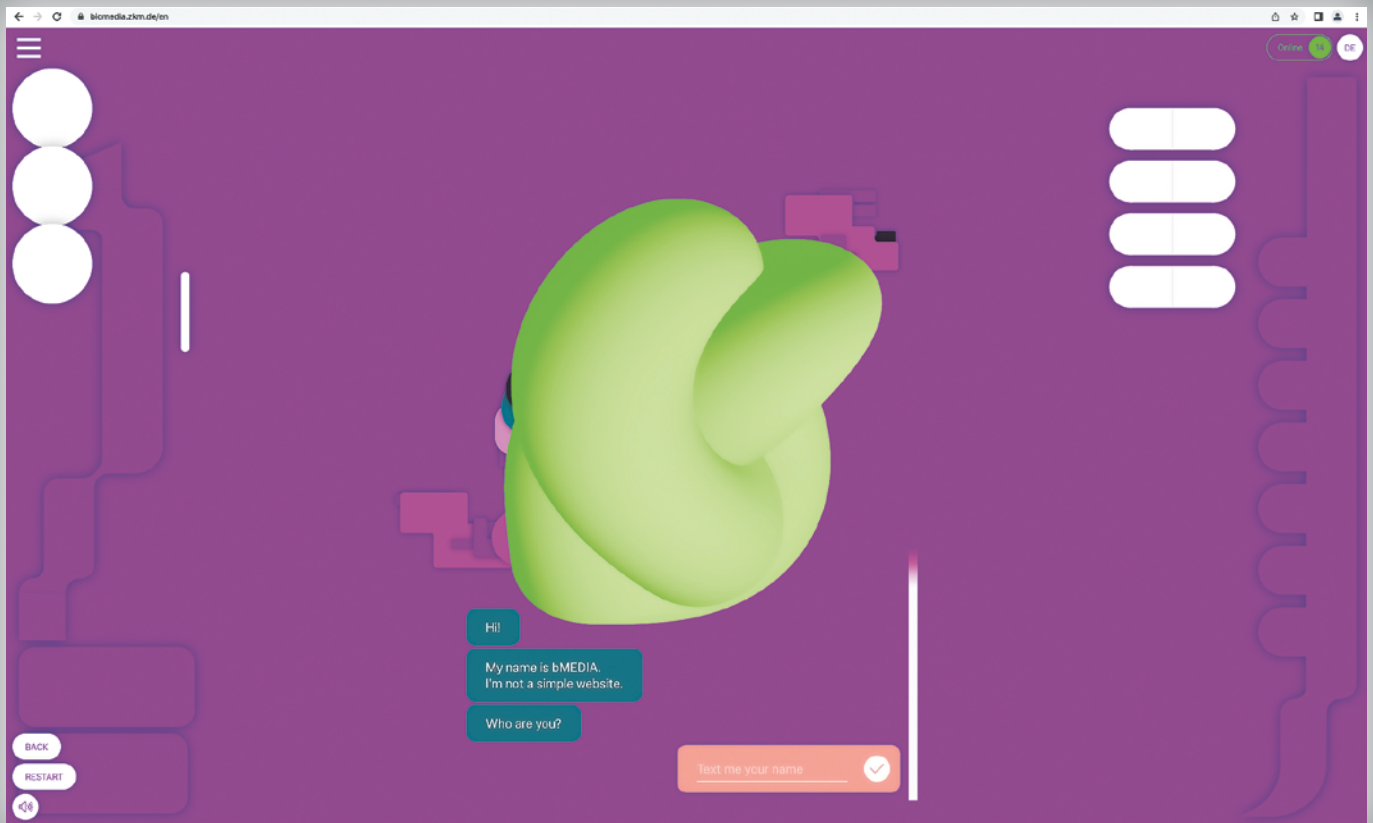 biomedia.zkm.de/en
Online 14 DE
Hi!
My name is bMEDIA.
I'm not a simple website.
Who are you?
Text me your name
BACK
RESTART